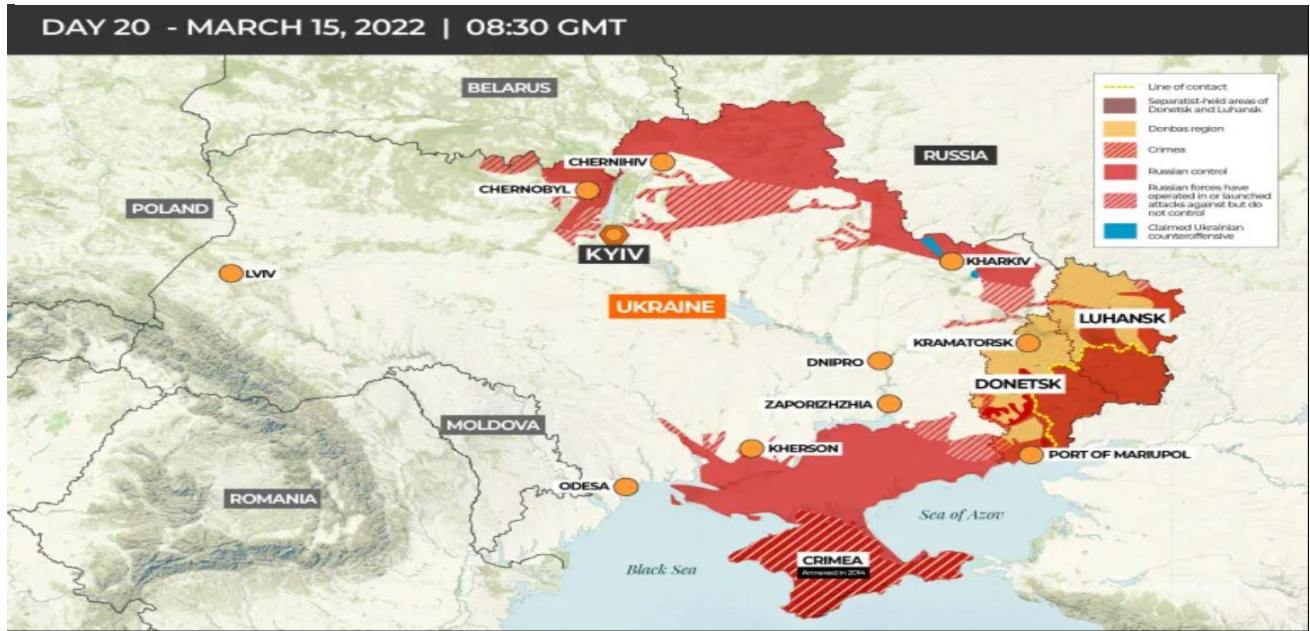 DAY 20 - MARCH 15, 2022 | 08:30 GMT
BELARUS
Line of contact
Separatist-held areas of
Donetsk and Luhansk
Donbas region
Crimea
Russian control
Russian forces have
operated in or launched
attacks against but do
not control
Claimed Ukrainian
counteroffensive
RUSSIA
CHERNIHIV
CHERNOBYL
POLAND
KYIV
LVIV
KHARKIV
UKRAINE
LUHANSK
KRAMATORSK
DNIPRO
DONETSK
ZAPORIZHZHIA
MOLDOVA
KHERSON
PORT OF MARIUPOL
ODESA
ROMANIA
Sea of Azov
Black Sea
CRIMEA
Annexed in 2014